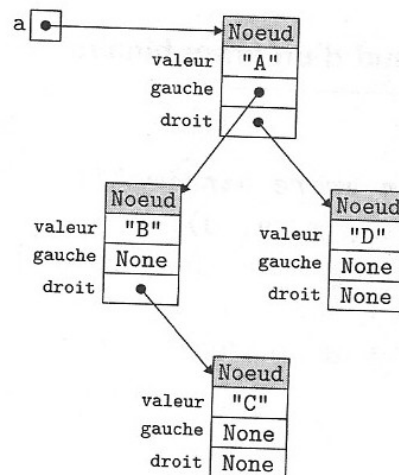 a
Noeud
valeur "A"
gauche
droit
Noeud
valeur "B"
gauche None
droit
Noeud
valeur "D"
gauche None
droit None
Noeud
valeur "C"
gauche None
droit None